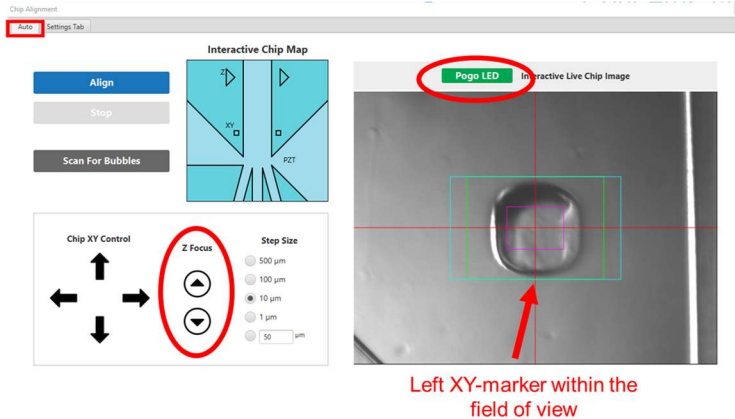 Chip Alignment
Auto
Settings Tab
Interactive Chip Map
Align
Stop
Scan For Bubbles
Z
XY
PZT
Pogo LED
Interactive Live Chip Image
Chip XY Control
Z Focus
Step Size
500 µm
100 µm
10 µm
1 µm
50 µm
Left XY-marker within the
field of view